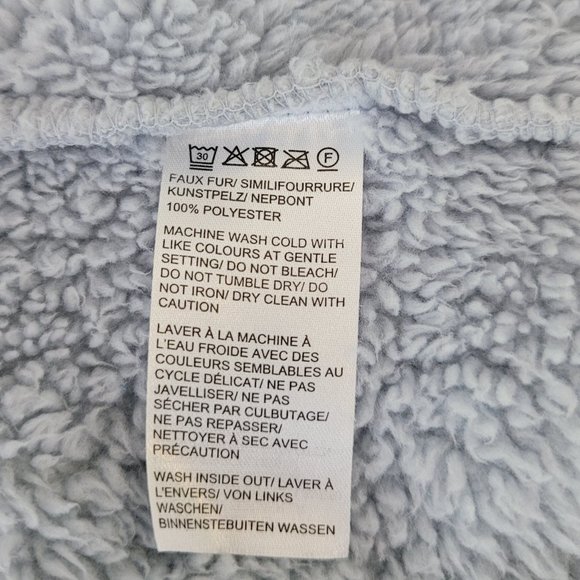 30 F
FAUX FUR/ SIMILIFOURRURE/
KUNSTPELZ/ NEPBONT
100% POLYESTER
MACHINE WASH COLD WITH
LIKE COLOURS AT GENTLE
SETTING/ DO NOT BLEACH/
DO NOT TUMBLE DRY/ DO
NOT IRON/ DRY CLEAN WITH
CAUTION
LAVER À LA MACHINE À
L'EAU FROIDE AVEC DES
COULEURS SEMBLABLES AU
CYCLE DÉLICAT/ NE PAS
JAVELLISER/ NE PAS
SÉCHER PAR CULBUTAGE/
NE PAS REPASSER/
NETTOYER À SEC AVEC
PRÉCAUTION
WASH INSIDE OUT/ LAVER À
L'ENVERS/ VON LINKS
WASCHEN/
BINNENSTEBUITEN WASSEN